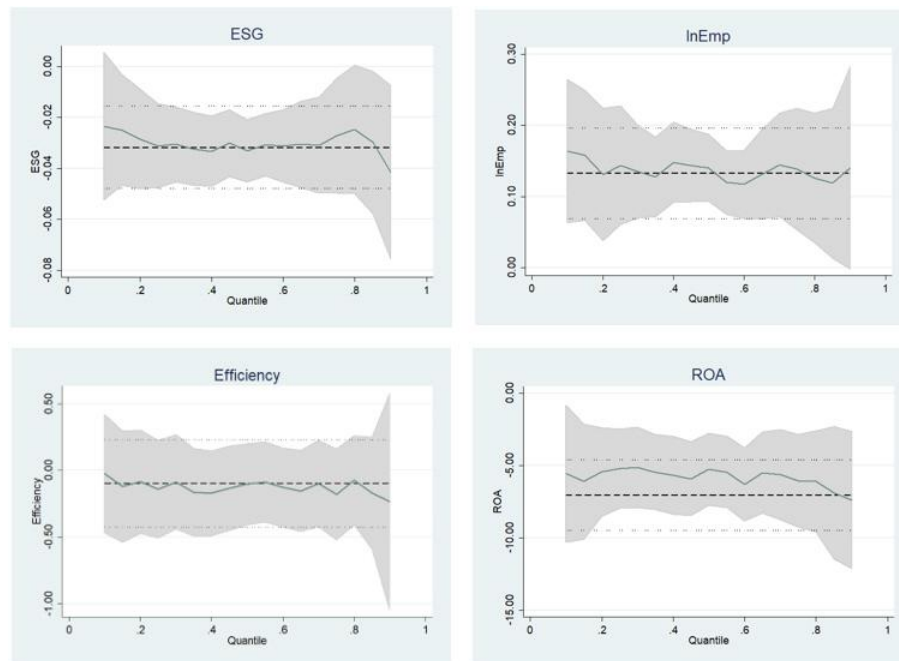 ESG
0.00
-0.02
-0.04
-0.06
-0.08
ESG
0 .2 .4 .6 .8 1
Quantile
lnEmp
0.30
0.20
0.10
0.00
lnEmp
0 .2 .4 .6 .8 1
Quantile
Efficiency
0.50
0.00
-0.50
-1.00
Efficiency
0 .2 .4 .6 .8 1
Quantile
ROA
0.00
-5.00
-10.00
-15.00
ROA
0 .2 .4 .6 .8 1
Quantile